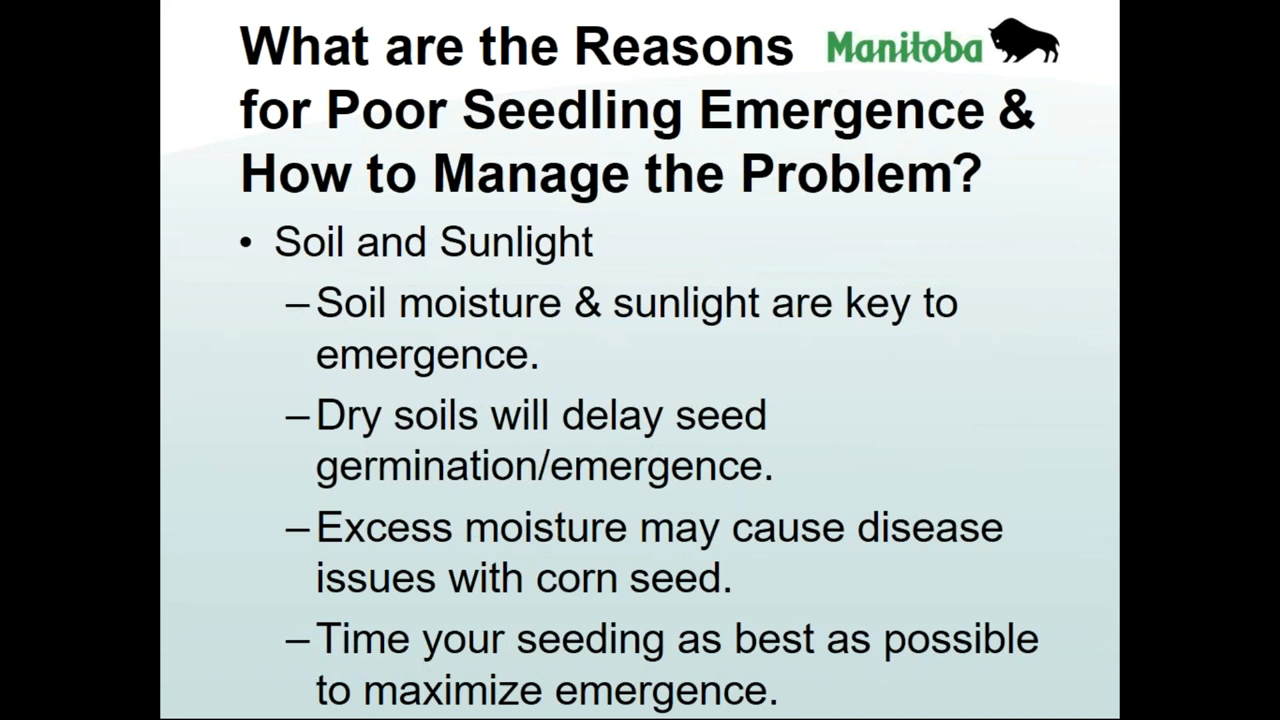 What are the Reasons
Manitoba
for Poor Seedling Emergence &
How to Manage the Problem?
• Soil and Sunlight
– Soil moisture & sunlight are key to
emergence.
– Dry soils will delay seed
germination/emergence.
– Excess moisture may cause disease
issues with corn seed.
– Time your seeding as best as possible
to maximize emergence.